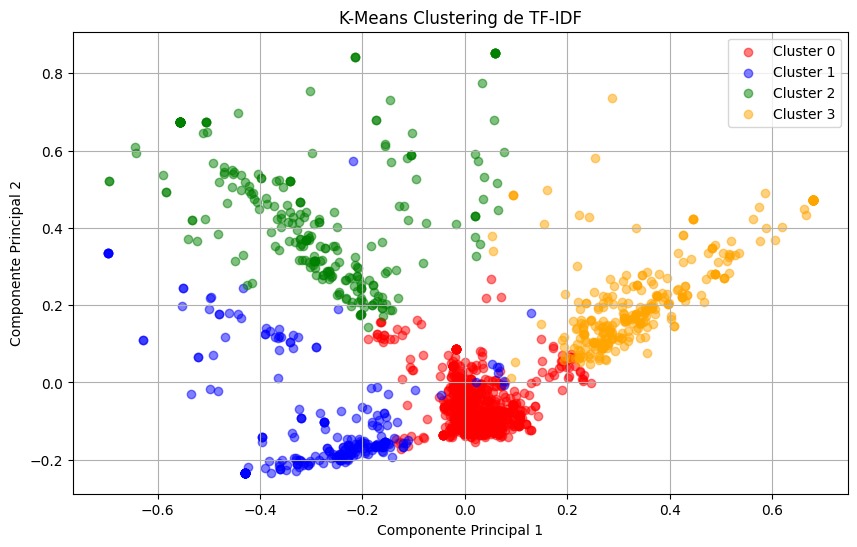 K-Means Clustering de TF-IDF
Cluster 0
Cluster 1
Cluster 2
Cluster 3
Componente Principal 2
0.8
0.6
0.4
0.2
0.0
−0.2
−0.6
−0.4
−0.2
0.0
0.2
0.4
0.6
Componente Principal 1